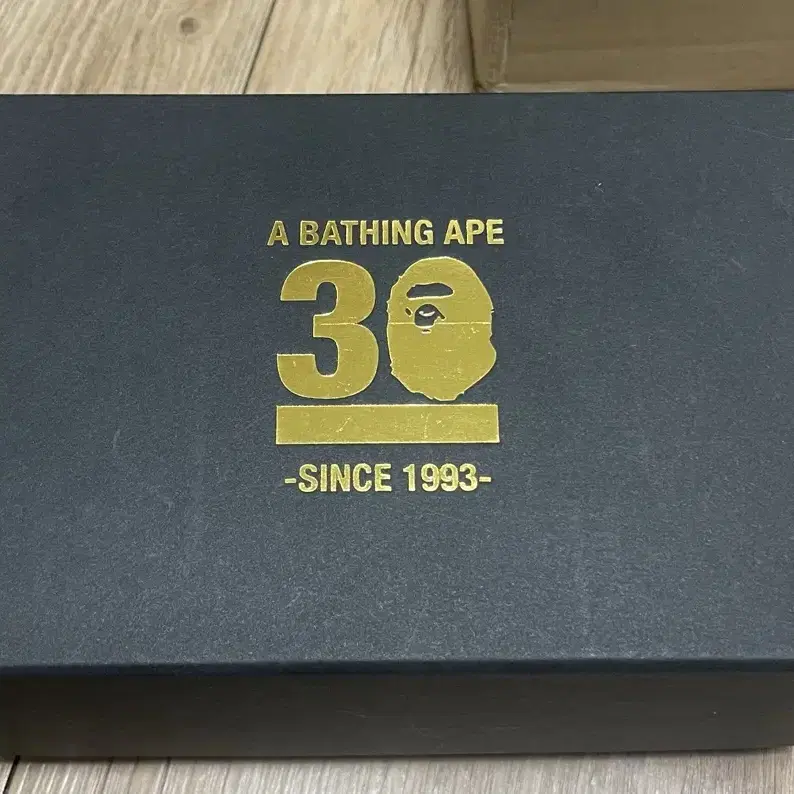 A BATHING APE
30
-SINCE 1993-